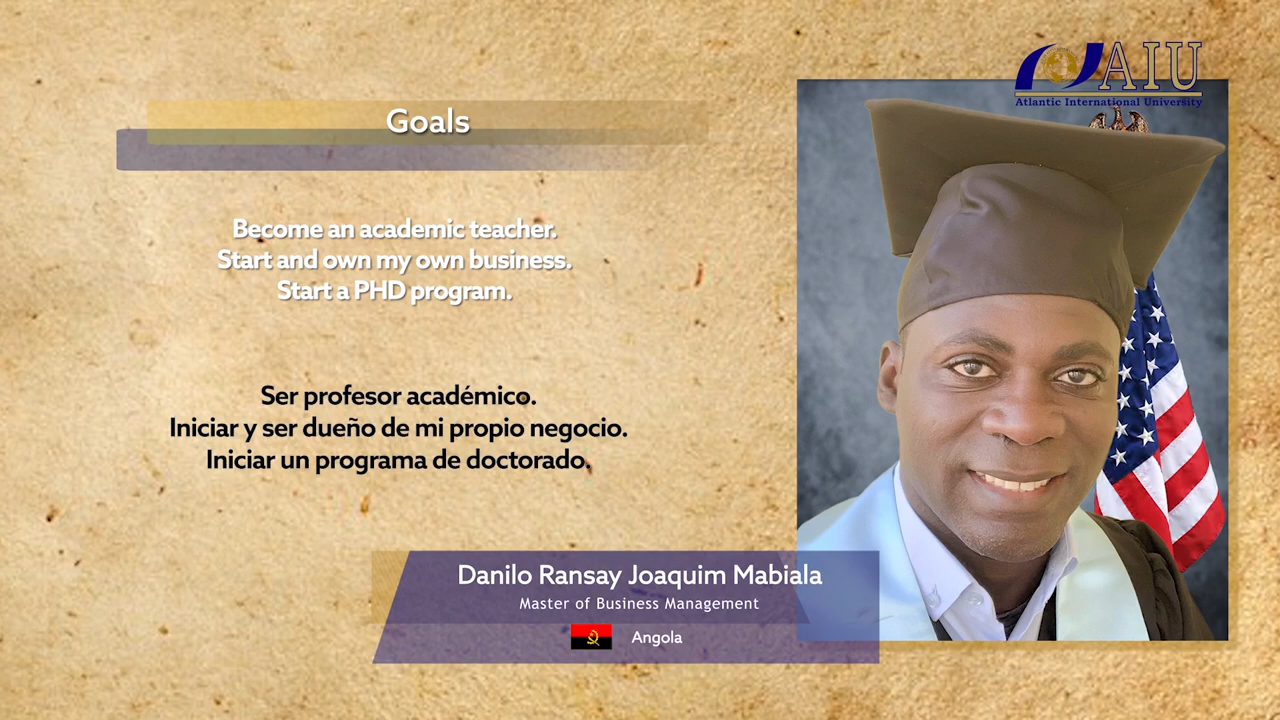 AIU
Atlantic International University
Goals
Become an academic teacher.
Start and own my own business.
Start a PHD program.
Ser profesor académico.
Iniciar y ser dueño de mi propio negocio.
Iniciar un programa de doctorado.
Danilo Ransay Joaquim Mabiala
Master of Business Management
Angola